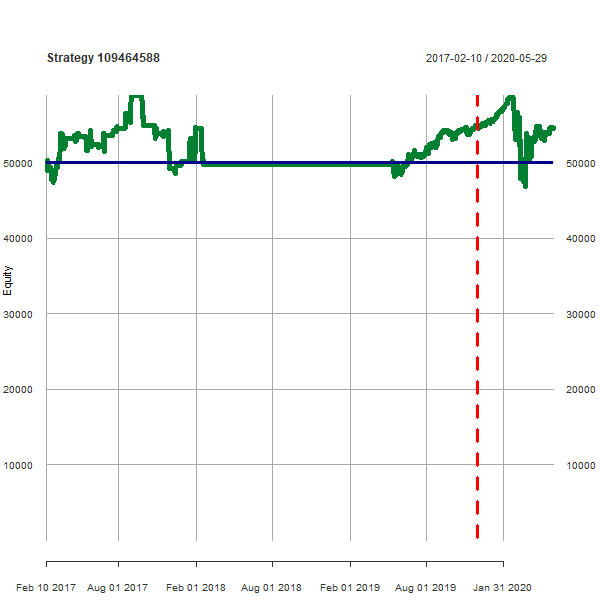 Strategy 109464588
2017-02-10 / 2020-05-29
50000
50000
40000
40000
Equity
30000
30000
20000
20000
10000
10000
Feb 10 2017
Aug 01 2017
Feb 01 2018
Aug 01 2018
Feb 01 2019
Aug 01 2019
Jan 31 2020